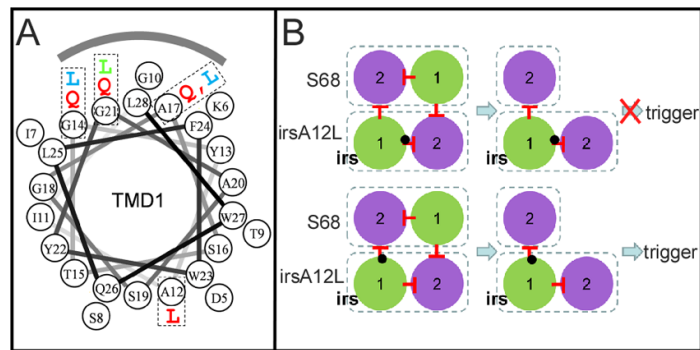 A
L
Q
L
Q
Q, L
G10
G14
G21
L28
A17
K6
F24
I7
L25
Y13
G18
A20
TMD1
I11
W27
T9
Y22
S16
T15
W23
Q26
S19
A12
D5
S8
L
B
S68
2
1
2
irsA12L
1
2
1
2
irs
irs
trigger
S68
2
1
2
irsA12L
1
2
1
2
irs
irs
trigger